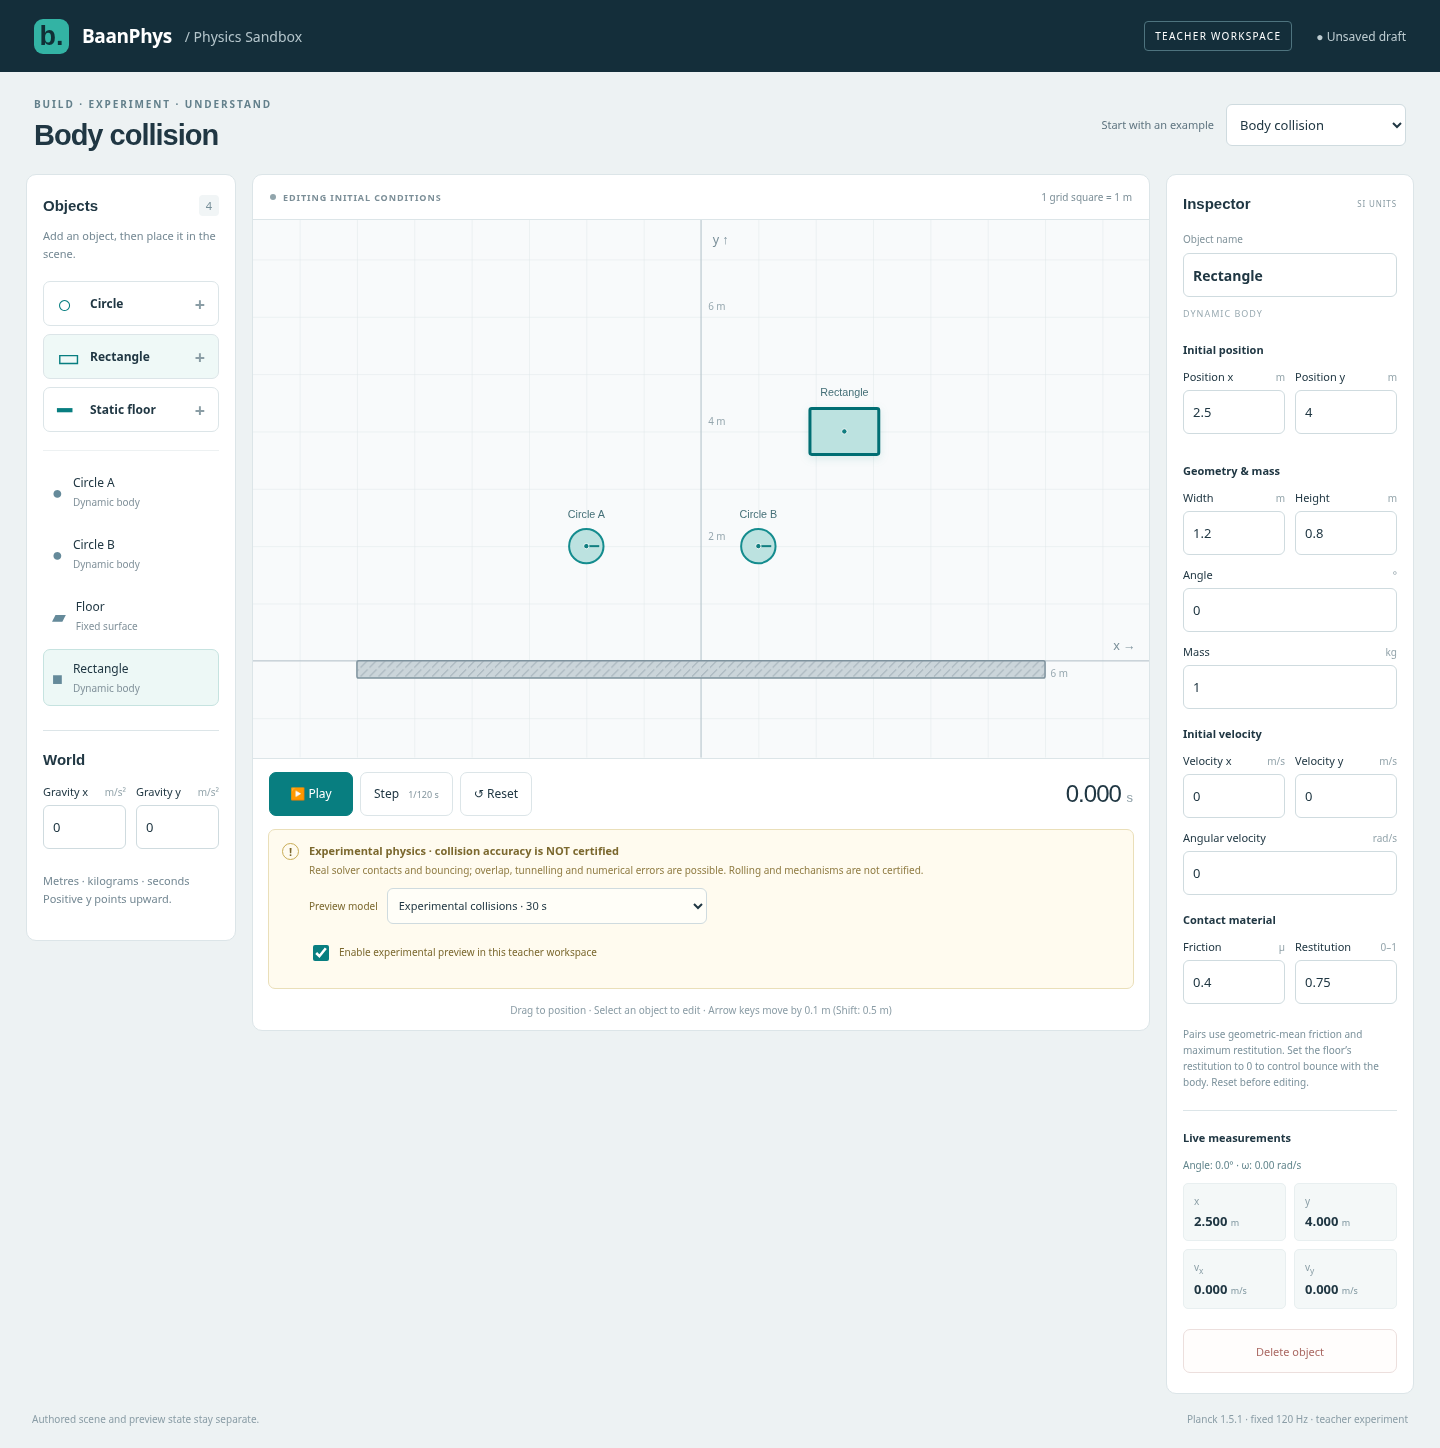 b. BaanPhys / Physics Sandbox
TEACHER WORKSPACE
● Unsaved draft
BUILD · EXPERIMENT · UNDERSTAND
Body collision
Start with an example
Body collision
Objects
4
Add an object, then place it in the
scene.
Circle +
Rectangle +
Static floor +
Circle A
Dynamic body
Circle B
Dynamic body
Floor
Fixed surface
Rectangle
Dynamic body
World
Gravity x m/s²
Gravity y m/s²
0
0
Metres · kilograms · seconds
Positive y points upward.
EDITING INITIAL CONDITIONS
1 grid square = 1 m
y ↑
6 m
Rectangle
4 m
Circle A
Circle B
2 m
x →
6 m
▶ Play
Step 1/120 s
↺ Reset
0.000 s
! Experimental physics · collision accuracy is NOT certified
Real solver contacts and bouncing; overlap, tunnelling and numerical errors are possible. Rolling and mechanisms are not certified.
Preview model
Experimental collisions · 30 s
Enable experimental preview in this teacher workspace
Drag to position · Select an object to edit · Arrow keys move by 0.1 m (Shift: 0.5 m)
Inspector
SI UNITS
Object name
Rectangle
DYNAMIC BODY
Initial position
Position x m
Position y m
2.5
4
Geometry & mass
Width m
Height m
1.2
0.8
Angle °
0
Mass kg
1
Initial velocity
Velocity x m/s
Velocity y m/s
0
0
Angular velocity rad/s
0
Contact material
Friction μ
Restitution 0–1
0.4
0.75
Pairs use geometric-mean friction and
maximum restitution. Set the floor's
restitution to 0 to control bounce with the
body. Reset before editing.
Live measurements
Angle: 0.0° · ω: 0.00 rad/s
x
2.500 m
y
4.000 m
vx
0.000 m/s
vy
0.000 m/s
Delete object
Authored scene and preview state stay separate.
Planck 1.5.1 · fixed 120 Hz · teacher experiment